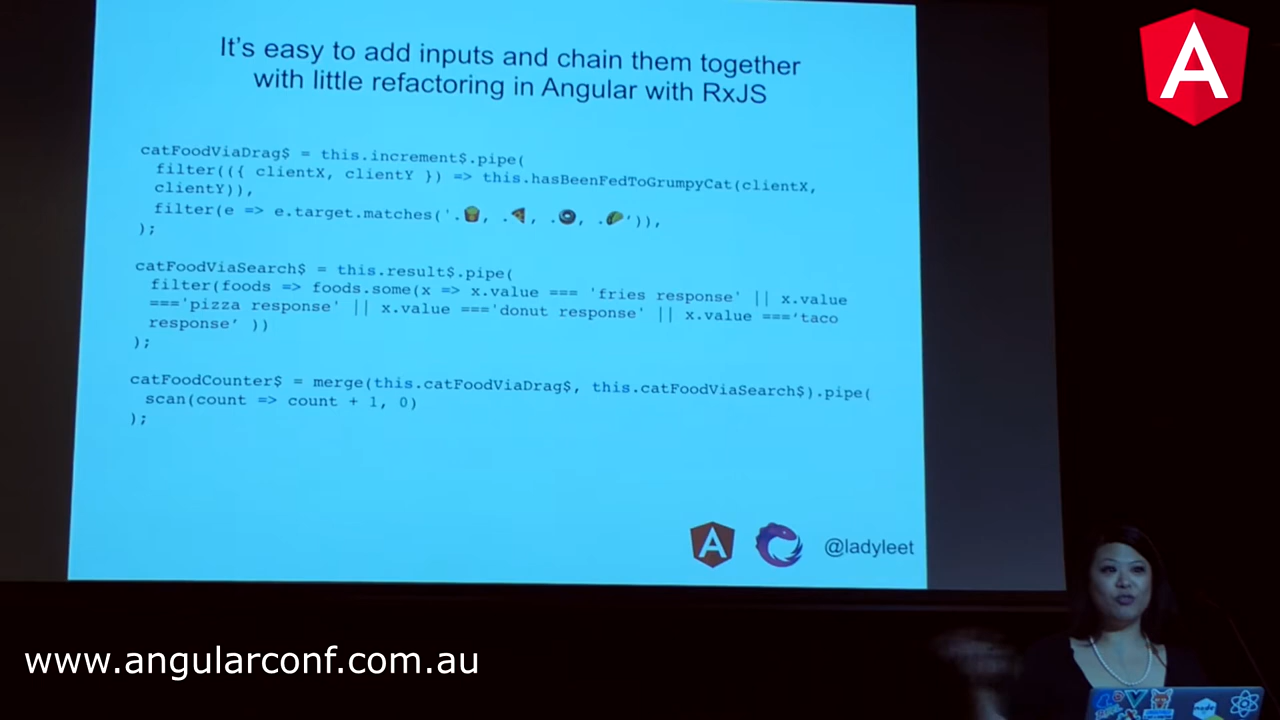 It's easy to add inputs and chain them together
with little refactoring in Angular with RxJS
catFoodViaDrag$ = this.increment$.pipe(
filter(({ clientX, clientY }) => this.hasBeenFedToGrumpyCat(clientX,
clientY)),
filter(e => e.target.matches('.🍟, .🍕, .🍩, .🌮')),
);
catFoodViaSearch$ = this.result$.pipe(
filter(foods => foods.some(x => x.value === 'fries response' || x.value
==='pizza response' || x.value ==='donut response' || x.value ===‘taco
response’ ))
);
catFoodCounter$ = merge(this.catFoodViaDrag$, this.catFoodViaSearch$).pipe(
scan(count => count + 1, 0)
);
A
@ladyleet
A
www.angularconf.com.au